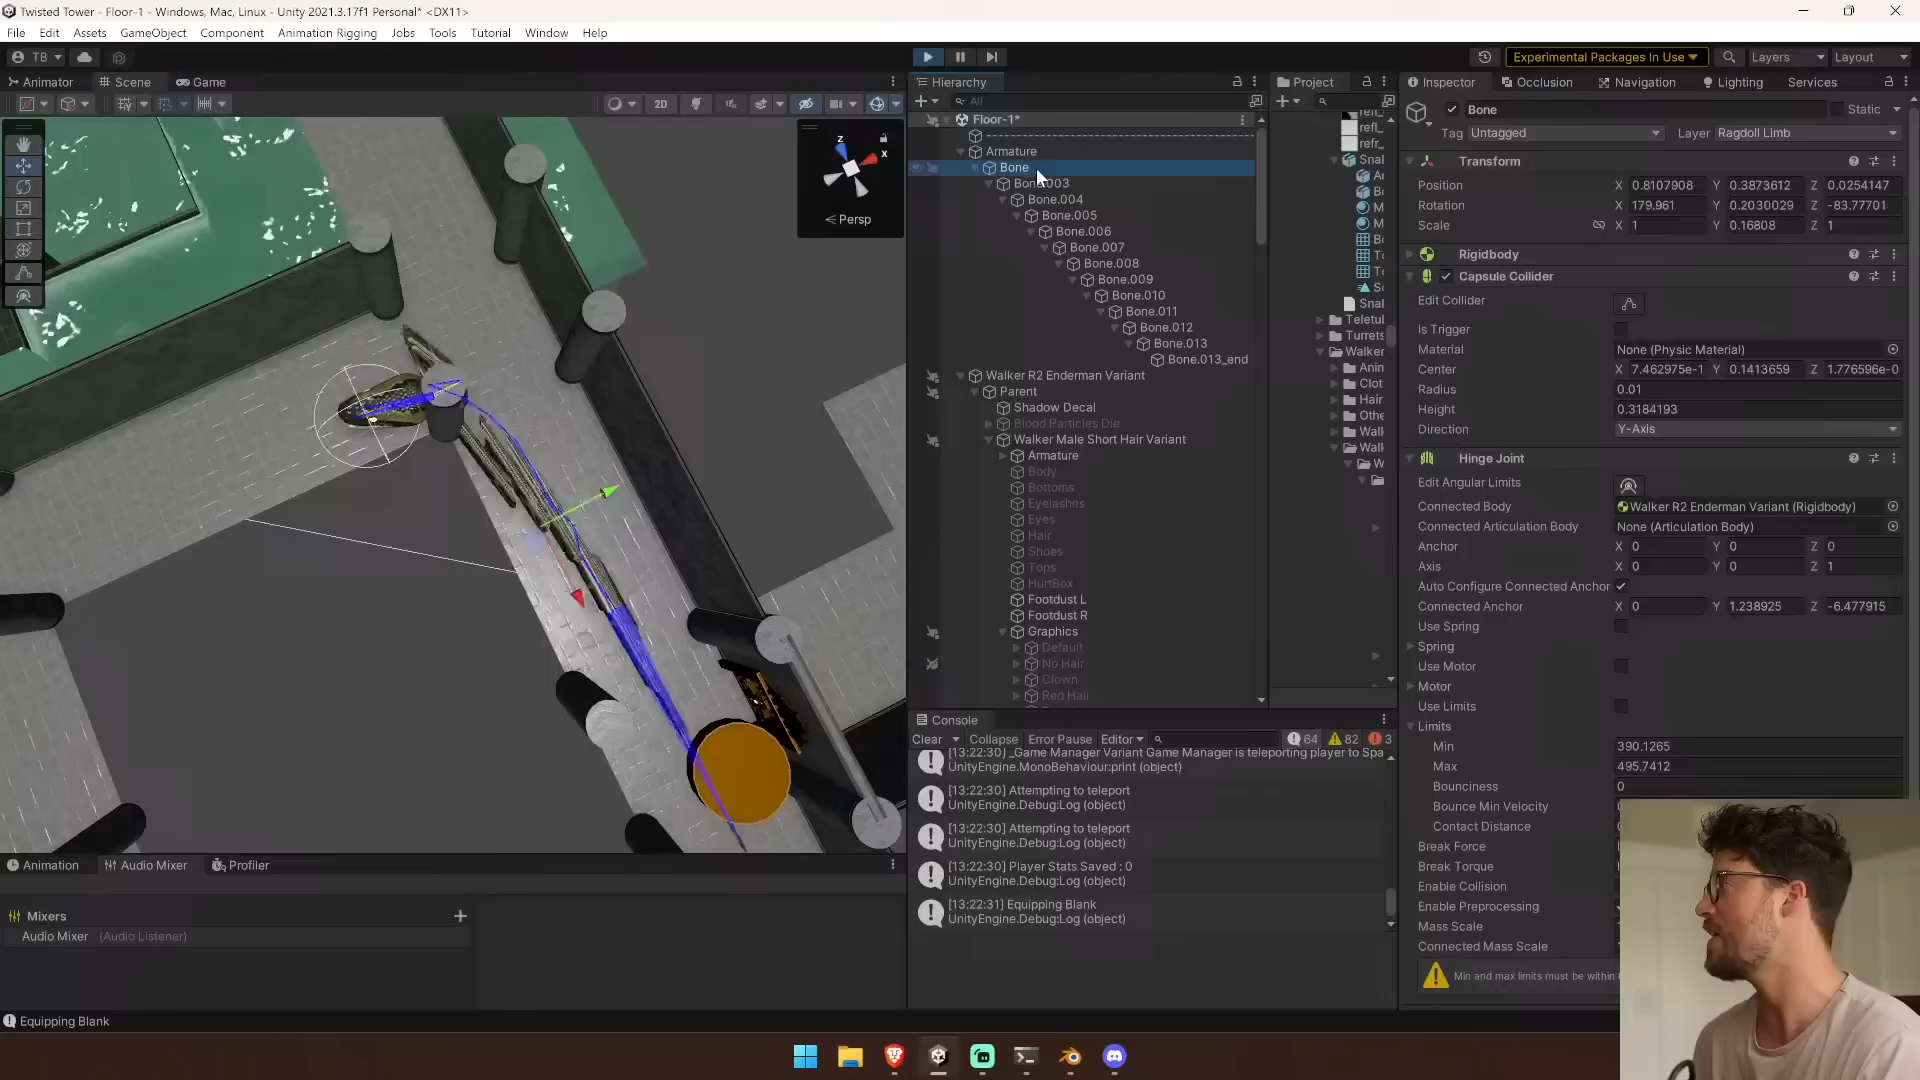 Twisted Tower - Floor-1 - Windows, Mac, Linux - Unity 2021.3.17f1 Personal* <DX11>
File Edit Assets GameObject Component Animation Rigging Jobs Tools Tutorial Window Help
TB
Experimental Packages In Use
Layers
Layout
Animator
Scene
Game
2D
z
x
Persp
Hierarchy
All
Floor-1*
Armature
Bone
Bone.003
Bone.004
Bone.005
Bone.006
Bone.007
Bone.008
Bone.009
Bone.010
Bone.011
Bone.012
Bone.013
Bone.013_end
Walker R2 Enderman Variant
Parent
Shadow Decal
Blood Particles Die
Walker Male Short Hair Variant
Armature
Body
Bottoms
Eyelashes
Eyes
Hair
Shoes
Tops
HurtBox
Footdust L
Footdust R
Graphics
Default
No Hair
Clown
Red Hair
Project
refl_
refr_
Snal
Teletub
Turrets
Walker
Anin
Clot
Hair
Othe
Console
Clear Collapse Error Pause Editor
64 82 3
[13:22:30] _Game Manager Variant Game Manager is teleporting player to Spa
UnityEngine.MonoBehaviour:print (object)
[13:22:30] Attempting to teleport
UnityEngine.Debug:Log (object)
[13:22:30] Attempting to teleport
UnityEngine.Debug:Log (object)
[13:22:30] Player Stats Saved : 0
UnityEngine.Debug:Log (object)
[13:22:31] Equipping Blank
UnityEngine.Debug:Log (object)
Inspector Occlusion Navigation Lighting Services
Bone Static
Tag Untagged Layer Ragdoll Limb
Transform
Position X 0.8107908 Y 0.3873612 Z 0.0254147
Rotation X 179.961 Y 0.2030029 Z -83.77701
Scale X 1 Y 0.16808 Z 1
Rigidbody
Capsule Collider
Edit Collider
Is Trigger
Material None (Physic Material)
Center X 7.462975e-1 Y 0.1413659 Z 1.776596e-0
Radius 0.01
Height 0.3184193
Direction Y-Axis
Hinge Joint
Edit Angular Limits
Connected Body Walker R2 Enderman Variant (Rigidbody)
Connected Articulation Body None (Articulation Body)
Anchor X 0 Y 0 Z 0
Axis X 0 Y 0 Z 1
Auto Configure Connected Anchor
Connected Anchor X 0 Y 1.238925 Z -6.477915
Use Spring
Spring
Use Motor
Motor
Use Limits
Limits
Min 390.1265
Max 495.7412
Bounciness 0
Bounce Min Velocity
Contact Distance
Break Force
Break Torque
Enable Collision
Enable Preprocessing
Mass Scale
Connected Mass Scale
Min and max limits must be within
Animation Audio Mixer Profiler
Mixers
Audio Mixer (Audio Listener)
Equipping Blank